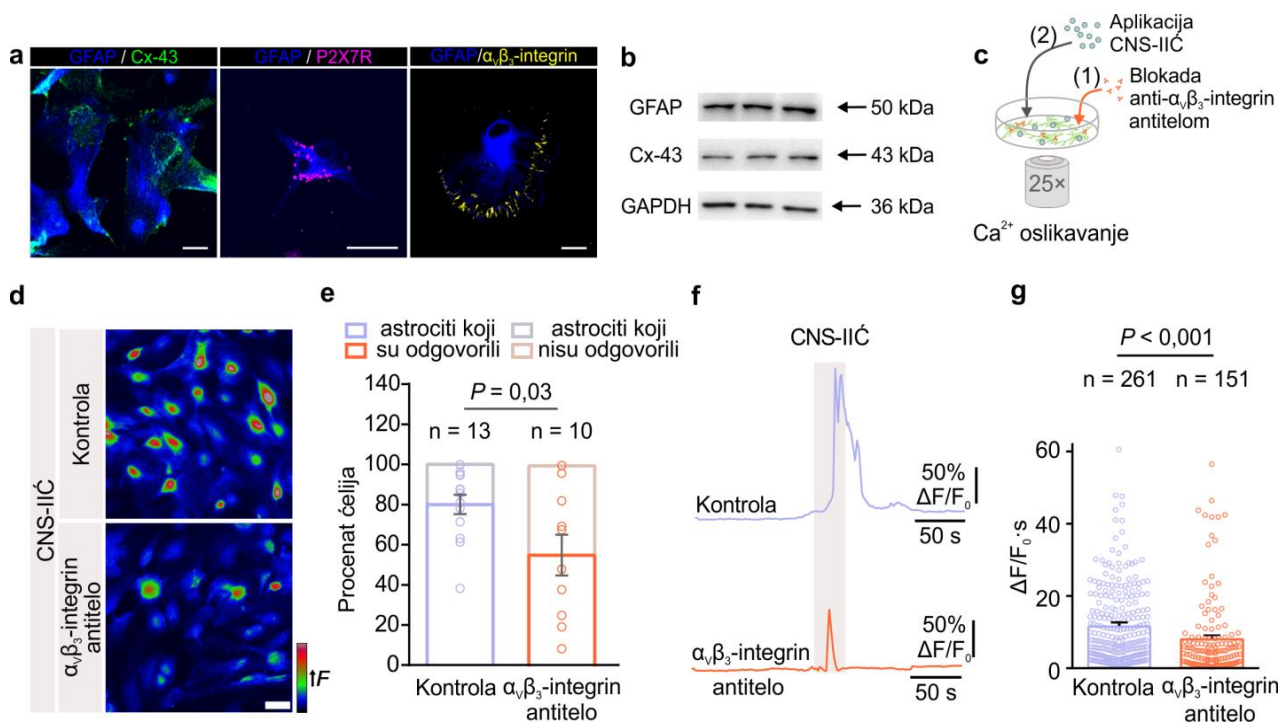 a
GFAP / Cx-43
GFAP / P2X7R
GFAP/αvβ3-integrin
b
GFAP
50 kDa
Cx-43
43 kDa
GAPDH
36 kDa
c
(2)
Aplikacija
CNS-IIĆ
(1)
Blokada
anti-αvβ3-integrin
antitelom
25×
Ca²⁺ oslikavanje
d
CNS-IIĆ
Kontrola
αvβ3-integrin
antitelo
↑F
e
astrociti koji
su odgovorili
astrociti koji
nisu odgovorili
P = 0,03
n = 13
n = 10
Procenat ćelija
140
120
100
80
60
40
20
0
Kontrola
αvβ3-integrin
antitelo
f
CNS-IIĆ
Kontrola
50%
ΔF/F₀
50 s
αvβ3-integrin
antitelo
50%
ΔF/F₀
50 s
g
P < 0,001
n = 261
n = 151
ΔF/F₀·s
60
40
20
0
Kontrola
αvβ3-integrin
antitelo